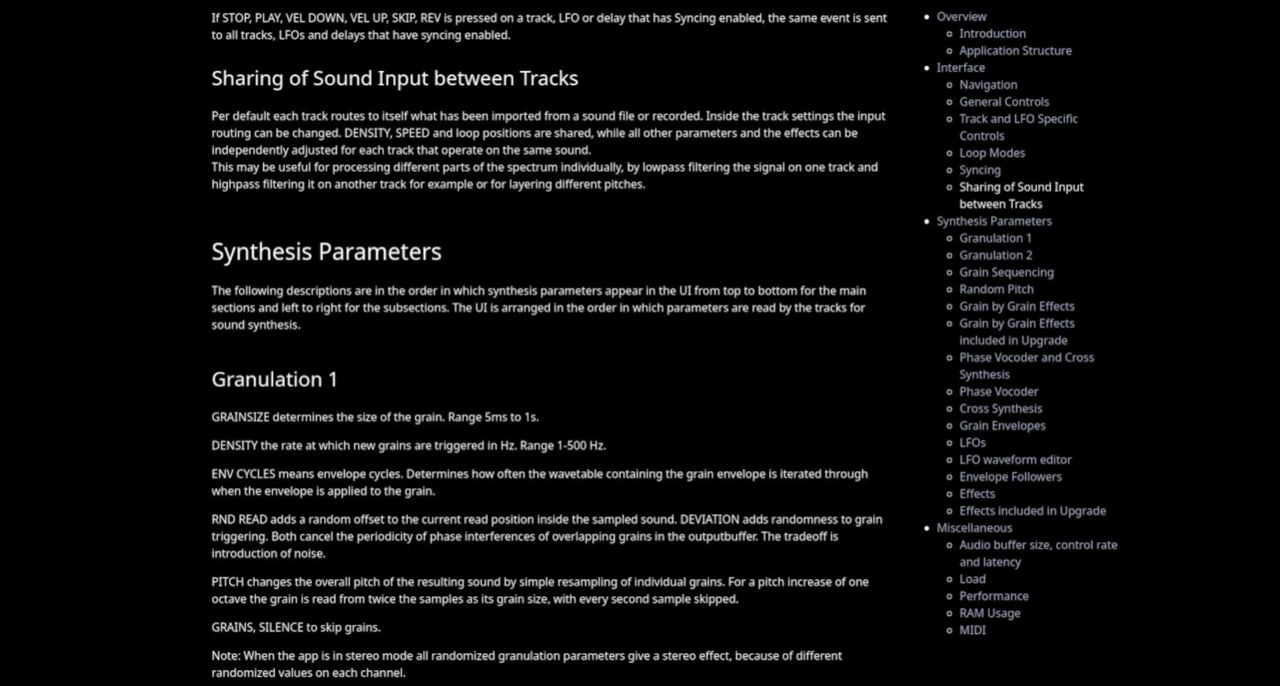 If STOP, PLAY, VEL DOWN, VEL UP, SKIP, REV is pressed on a track, LFO or delay that has Syncing enabled, the same event is sent
to all tracks, LFOs and delays that have syncing enabled.
Sharing of Sound Input between Tracks
Per default each track routes to itself what has been imported from a sound file or recorded. Inside the track settings the input
routing can be changed. DENSITY, SPEED and loop positions are shared, while all other parameters and the effects can be
independently adjusted for each track that operate on the same sound.
This may be useful for processing different parts of the spectrum individually, by lowpass filtering the signal on one track and
highpass filtering it on another track for example or for layering different pitches.
Synthesis Parameters
The following descriptions are in the order in which synthesis parameters appear in the UI from top to bottom for the main
sections and left to right for the subsections. The UI is arranged in the order in which parameters are read by the tracks for
sound synthesis.
Granulation 1
GRAINSIZE determines the size of the grain. Range 5ms to 1s.
DENSITY the rate at which new grains are triggered in Hz. Range 1-500 Hz.
ENV CYCLES means envelope cycles. Determines how often the wavetable containing the grain envelope is iterated through
when the envelope is applied to the grain.
RND READ adds a random offset to the current read position inside the sampled sound. DEVIATION adds randomness to grain
triggering. Both cancel the periodicity of phase interferences of overlapping grains in the outputbuffer. The tradeoff is
introduction of noise.
PITCH changes the overall pitch of the resulting sound by simple resampling of individual grains. For a pitch increase of one
octave the grain is read from twice the samples as its grain size, with every second sample skipped.
GRAINS, SILENCE to skip grains.
Note: When the app is in stereo mode all randomized granulation parameters give a stereo effect, because of different
randomized values on each channel.
Overview
Introduction
Application Structure
Interface
Navigation
General Controls
Track and LFO Specific
Controls
Loop Modes
Syncing
Sharing of Sound Input
between Tracks
Synthesis Parameters
Granulation 1
Granulation 2
Grain Sequencing
Random Pitch
Grain by Grain Effects
Grain by Grain Effects
included in Upgrade
Phase Vocoder and Cross
Synthesis
Phase Vocoder
Cross Synthesis
Grain Envelopes
LFOs
LFO waveform editor
Envelope Followers
Effects
Effects included in Upgrade
Miscellaneous
Audio buffer size, control rate
and latency
Load
Performance
RAM Usage
MIDI